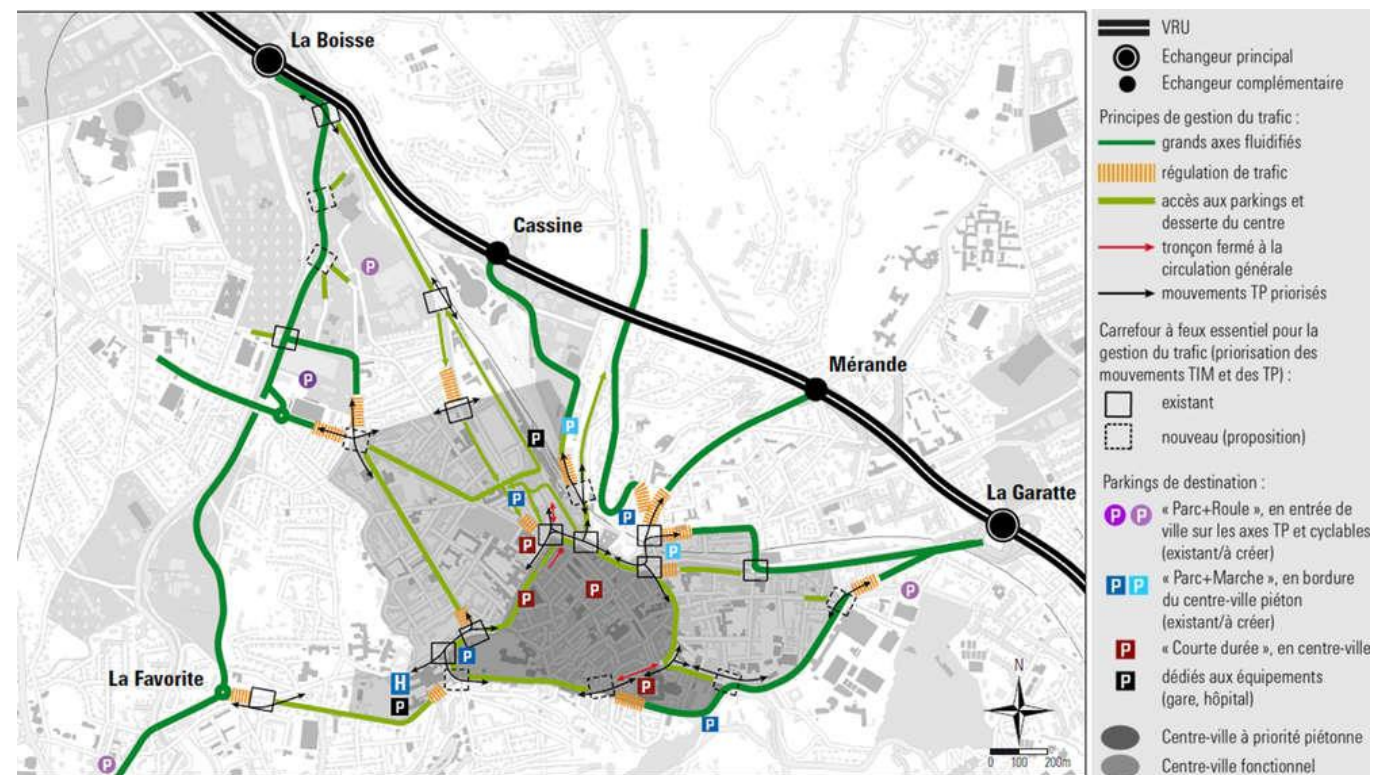 La Boisse
Cassine
Mérande
La Garatte
La Favorite
P
P
P
P
P
P
P
P
P
P
P
P
H
P
P
P
P
P
N
0 100 200m
VRU
Echangeur principal
Echangeur complémentaire
Principes de gestion du trafic :
grands axes fluidifiés
régulation de trafic
accès aux parkings et
desserte du centre
tronçon fermé à la
circulation générale
mouvements TP priorisés
Carrefour à feux essentiel pour la
gestion du trafic (priorisation des
mouvements TIM et des TP) :
existant
nouveau (proposition)
Parkings de destination :
P P « Parc+Roule », en entrée de
ville sur les axes TP et cyclables
(existant/à créer)
P P « Parc+Marche », en bordure
du centre-ville piéton
(existant/à créer)
P « Courte durée », en centre-ville
P dédiés aux équipements
(gare, hôpital)
Centre-ville à priorité piétonne
Centre-ville fonctionnel